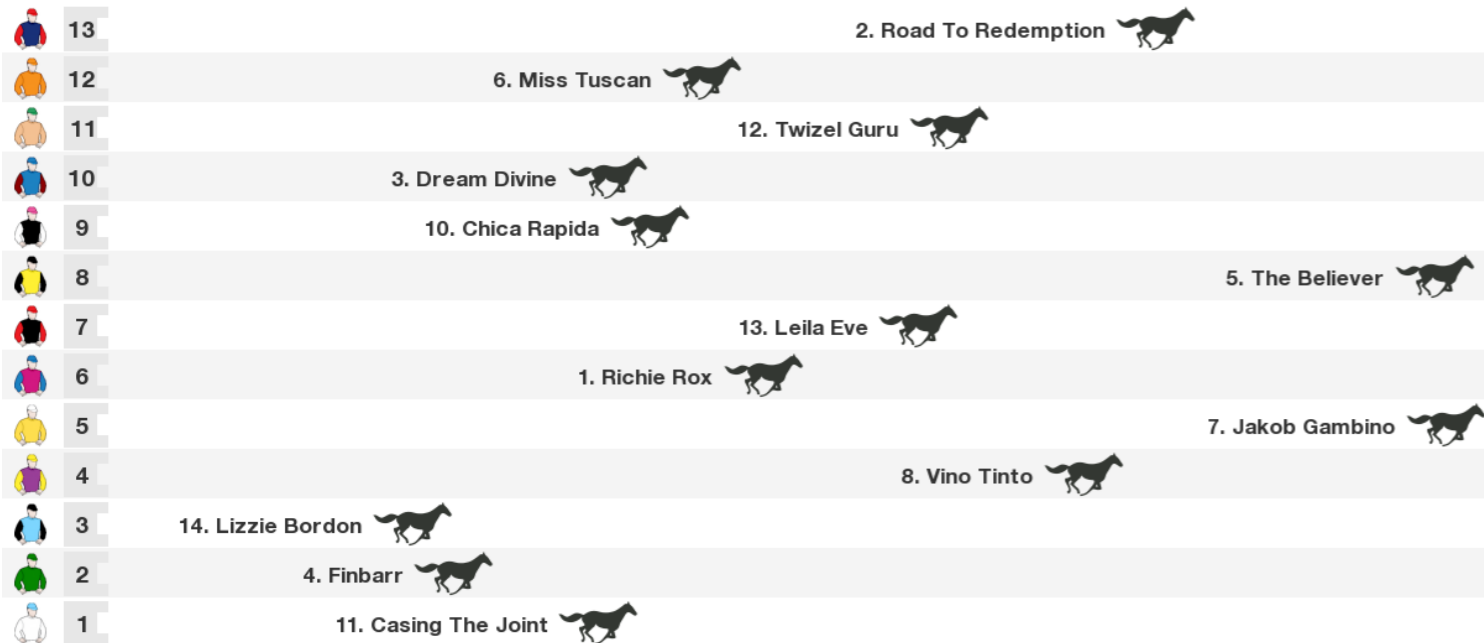 13 2. Road To Redemption
12 6. Miss Tuscan
11 12. Twizel Guru
10 3. Dream Divine
9 10. Chica Rapida
8 5. The Believer
7 13. Leila Eve
6 1. Richie Rox
5 7. Jakob Gambino
4 8. Vino Tinto
3 14. Lizzie Bordon
2 4. Finbarr
1 11. Casing The Joint